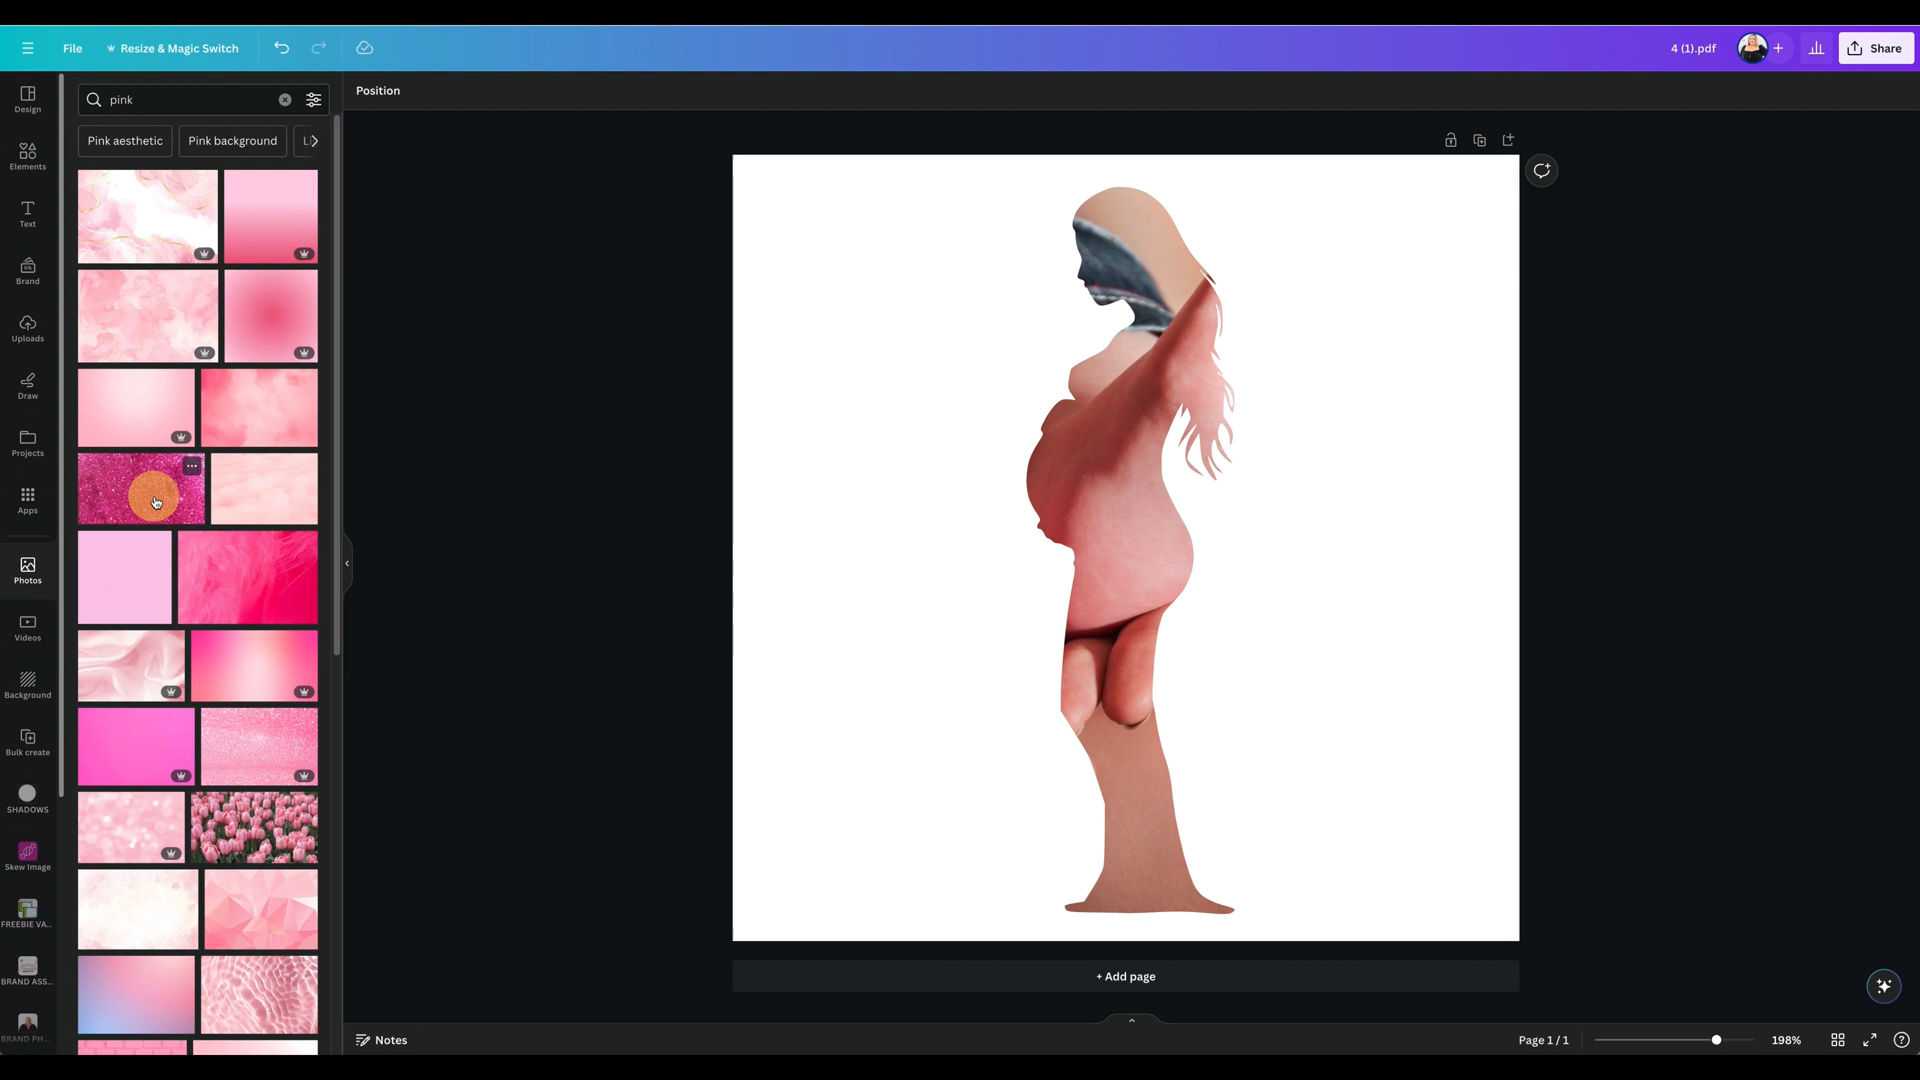 File
Resize & Magic Switch
4 (1).pdf
Share
Design
Elements
Text
Brand
Uploads
Draw
Projects
Apps
Photos
Videos
Background
Bulk create
SHADOWS
Skew Image
FREEBIE VA...
BRAND ASS...
BRAND PH...
pink
Pink aesthetic
Pink background
Position
+ Add page
Notes
Page 1 / 1
198%